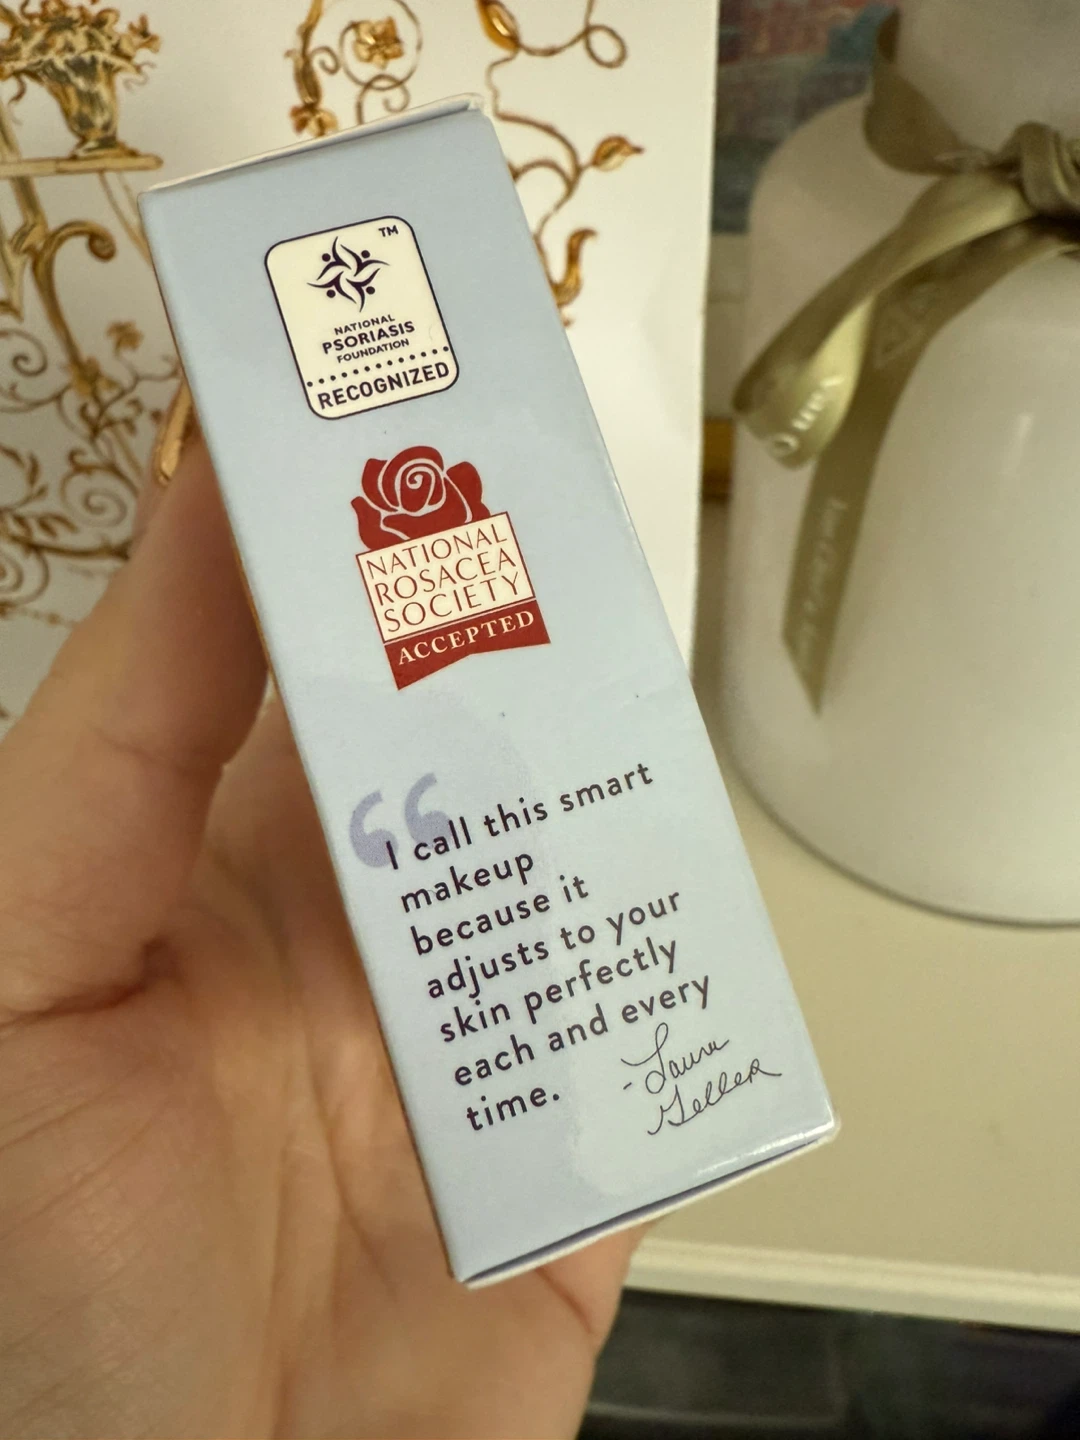 TM
NATIONAL
PSORIASIS
FOUNDATION
RECOGNIZED
NATIONAL
ROSACEA
SOCIETY
ACCEPTED
“I call this smart
makeup
because it
adjusts to your
skin perfectly
each and every
time.
-Laura
Geller